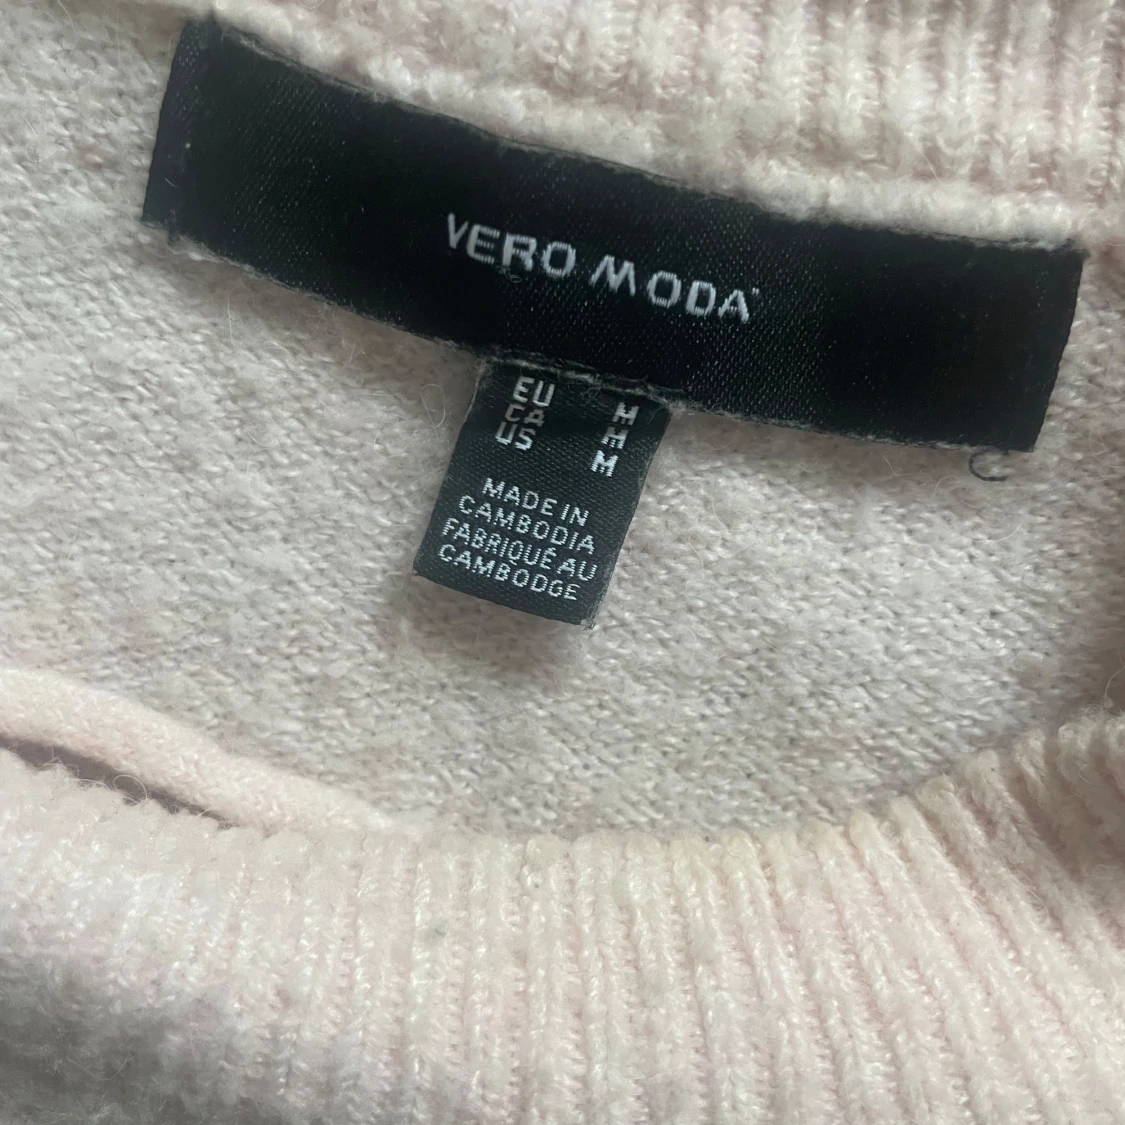 VERO MODA
EU M
CA M
US M
MADE IN
CAMBODIA
FABRIQUÉ AU
CAMBODGE